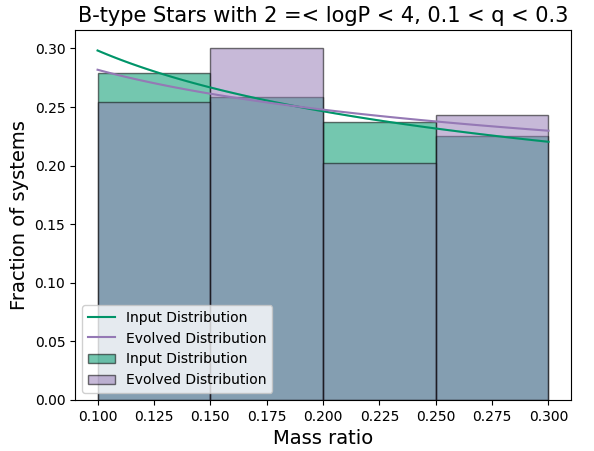 B-type Stars with 2 =< logP < 4, 0.1 < q < 0.3
Fraction of systems
0.30
0.25
0.20
0.15
0.10
0.05
0.00
Input Distribution
Evolved Distribution
Input Distribution
Evolved Distribution
0.100 0.125 0.150 0.175 0.200 0.225 0.250 0.275 0.300
Mass ratio